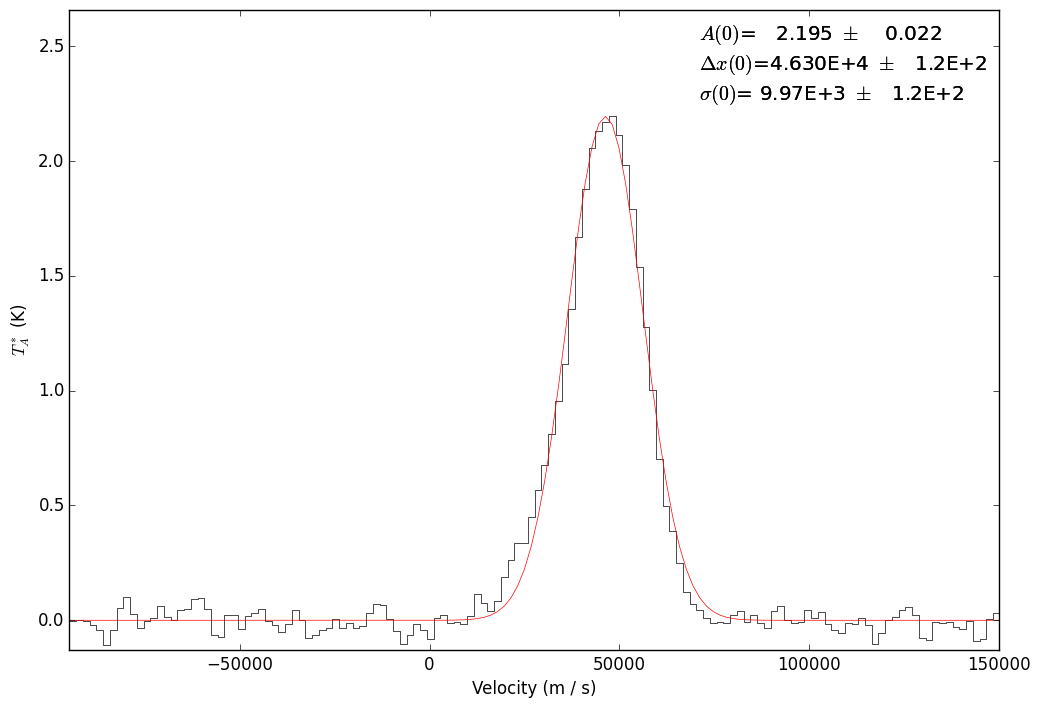 A(0)= 2.195 ± 0.022
Δx(0)=4.630E+4 ± 1.2E+2
σ(0)= 9.97E+3 ± 1.2E+2
2.5
2.0
1.5
1.0
0.5
0.0
T*A (K)
−50000 0 50000 100000 150000
Velocity (m / s)